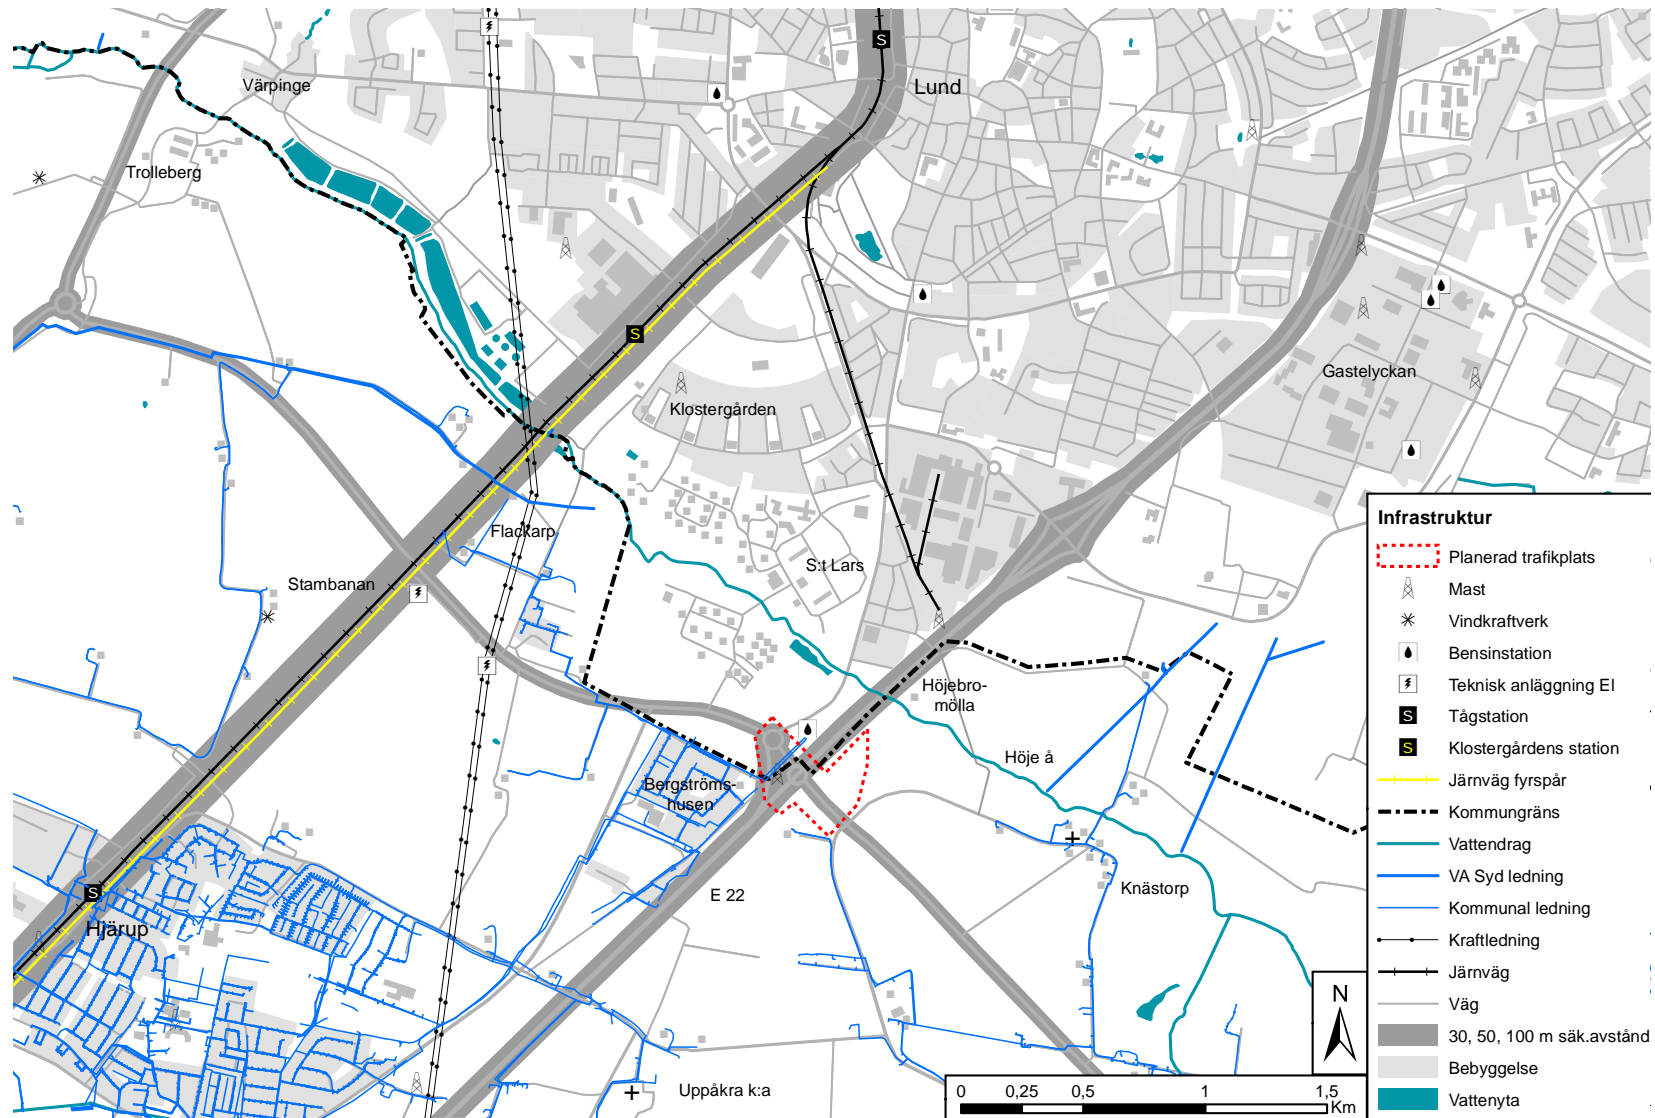 S
Lund
Värpinge
Trolleberg
S
Gastelyckan
Klostergården
Flackarp
S:t Lars
Stambanan
Höjebro-
mölla
Höje å
Bergströms-
husen
Knästorp
E 22
S
Hjärup
Uppåkra k:a
Infrastruktur
Planerad trafikplats
Mast
Vindkraftverk
Bensinstation
Teknisk anläggning El
S Tågstation
S Klostergårdens station
Järnväg fyrspår
Kommungräns
Vattendrag
VA Syd ledning
Kommunal ledning
Kraftledning
Järnväg
Väg
30, 50, 100 m säk.avstånd
Bebyggelse
Vattenyta
N
0 0,25 0,5 1 1,5
Km